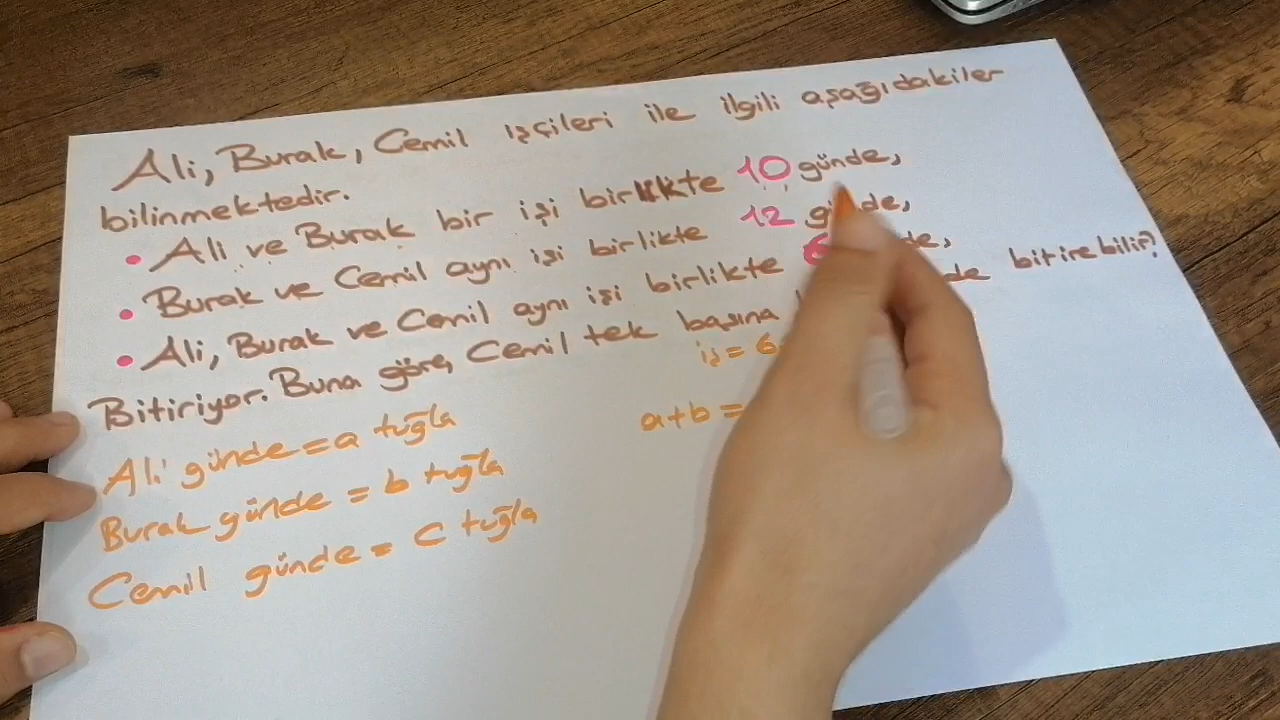 Ali, Burak, Cemil işçileri ile ilgili aşağıdakiler
bilinmektedir.
• Ali ve Burak bir işi birlikte 10 günde,
• Burak ve Cemil aynı işi birlikte 12 günde,
• Ali, Burak ve Cemil aynı işi birlikte 6
Bitiriyor. Buna göre, Cemil tek başına bitirebilir?
iş = 6
Ali günde = a tuğla
a+b =
Burak günde = b tuğla
Cemil günde = c tuğla